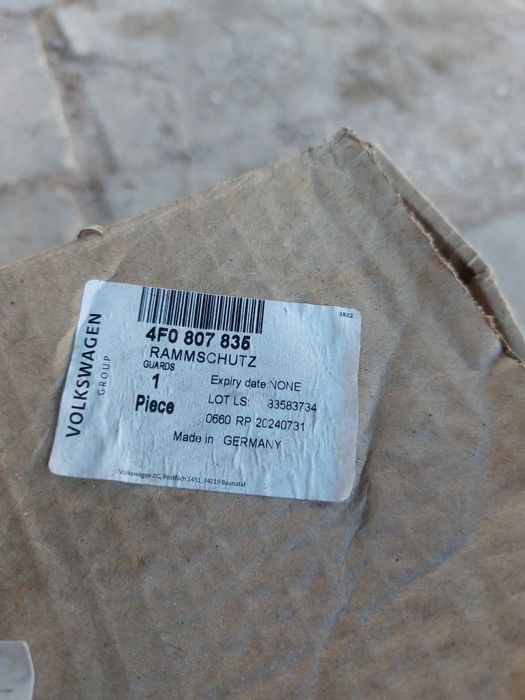 3822
VOLKSWAGEN
GROUP
4F0 807 835
RAMMSCHUTZ
GUARDS
1
Piece
Expiry date:NONE
LOT LS: 83583734
0660 RP 20240731
Made in GERMANY
Volkswagen AG, Postfach 1451, 34219 Baunatal